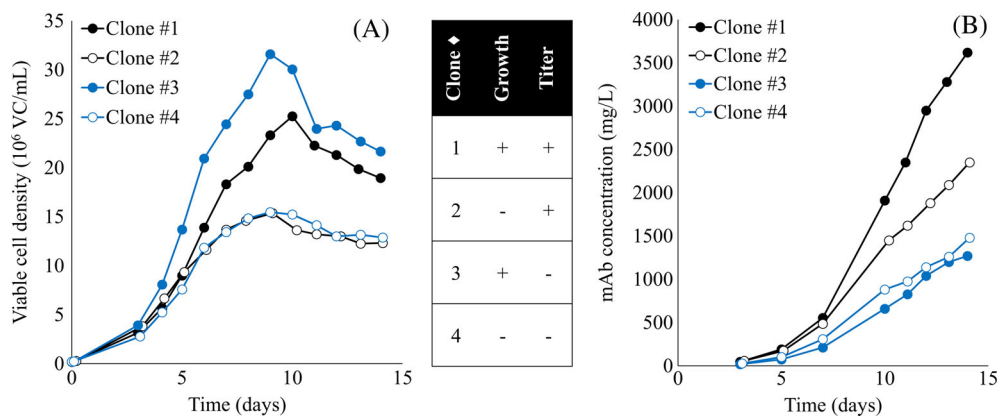 (A)
Clone #1
Clone #2
Clone #3
Clone #4
35
30
25
20
15
10
5
0
0 5 10 15
Viable cell density (10⁶ VC/mL)
Time (days)
Clone ♦ Growth Titer
1 + +
2 - +
3 + -
4 - -
(B)
Clone #1
Clone #2
Clone #3
Clone #4
4000
3500
3000
2500
2000
1500
1000
500
0
0 5 10 15
mAb concentration (mg/L)
Time (days)